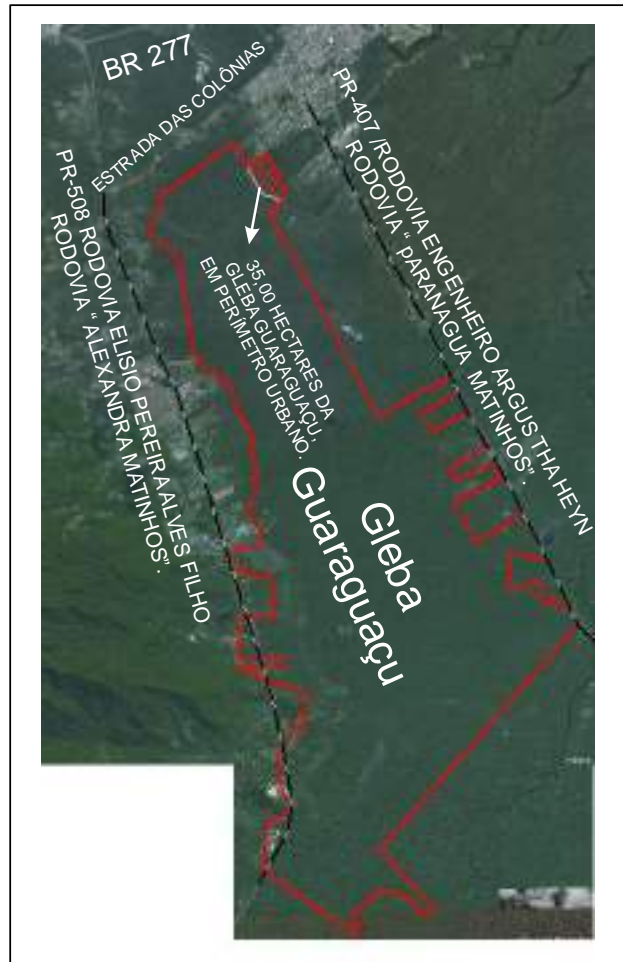 BR 277
ESTRADA DAS COLÔNIAS
PR-407 /RODOVIA ENGENHEIRO ARGUS THA HEYN
RODOVIA “ pARANAGUA MATINHOS” .
PR-508 RODOVIA ELISIO PEREIRA ALVES FILHO
RODOVIA “ ALEXANDRA MATINHOS” .
35,00 HECTARES DA
GLEBA GUARAGUAÇU,
EM PERÍMETRO URBANO.
Gleba
Guaraguaçu